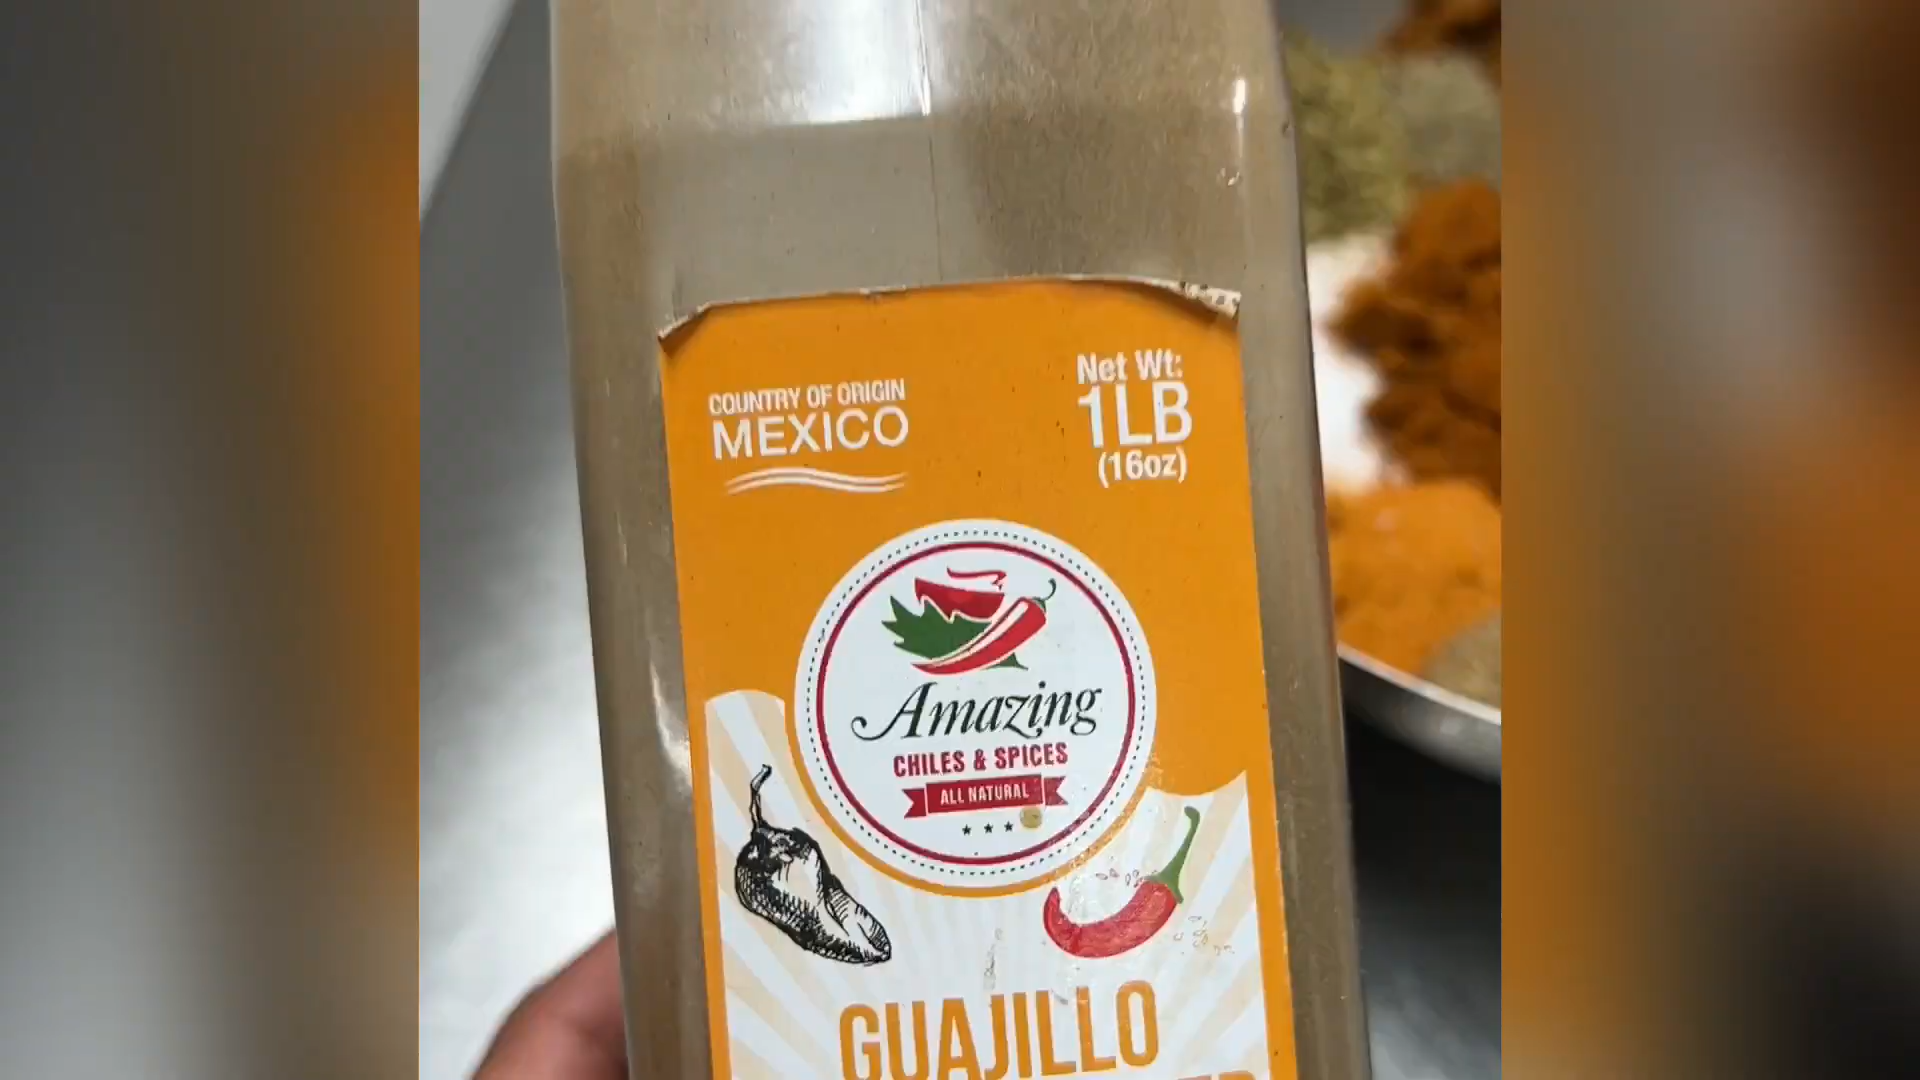 COUNTRY OF ORIGIN
MEXICO
Net Wt:
1LB
(16oz)
Amazing
CHILES & SPICES
ALL NATURAL
GUAJILLO